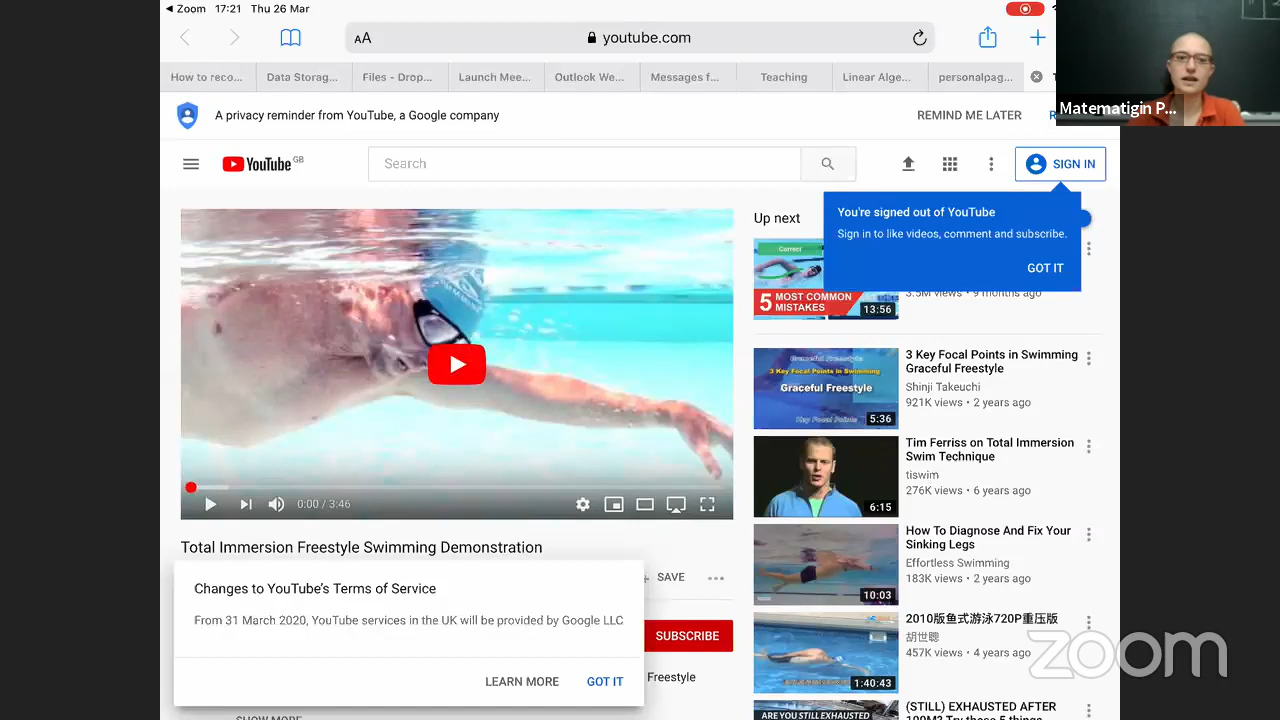 Zoom 17:21 Thu 26 Mar
AA youtube.com
How to reco... Data Storag... Files - Drop... Launch Mee... Outlook We... Messages f... Teaching Linear Alge... personalpag...
A privacy reminder from YouTube, a Google company REMIND ME LATER
Matematigin P...
YouTube GB
Search
SIGN IN
You're signed out of YouTube
Sign in to like videos, comment and subscribe.
GOT IT
Up next
Correct
5 MOST COMMON
MISTAKES
13:56
3.5M views • 9 months ago
Graceful Freestyle
3 Key Focal Points in Swimming
Graceful Freestyle
Key Focal Points
5:36
3 Key Focal Points in Swimming
Graceful Freestyle
Shinji Takeuchi
921K views • 2 years ago
6:15
Tim Ferriss on Total Immersion
Swim Technique
tiswim
276K views • 6 years ago
10:03
How To Diagnose And Fix Your
Sinking Legs
Effortless Swimming
183K views • 2 years ago
1:40:43
2010版鱼式游泳720P重压版
胡世聰
457K views • 4 years ago
ARE YOU STILL EXHAUSTED
(STILL) EXHAUSTED AFTER
100M? Try these 5 things
0:00 / 3:46
Total Immersion Freestyle Swimming Demonstration
SAVE
Changes to YouTube's Terms of Service
From 31 March 2020, YouTube services in the UK will be provided by Google LLC
LEARN MORE GOT IT
SUBSCRIBE
Freestyle
SHOW MORE
zoom